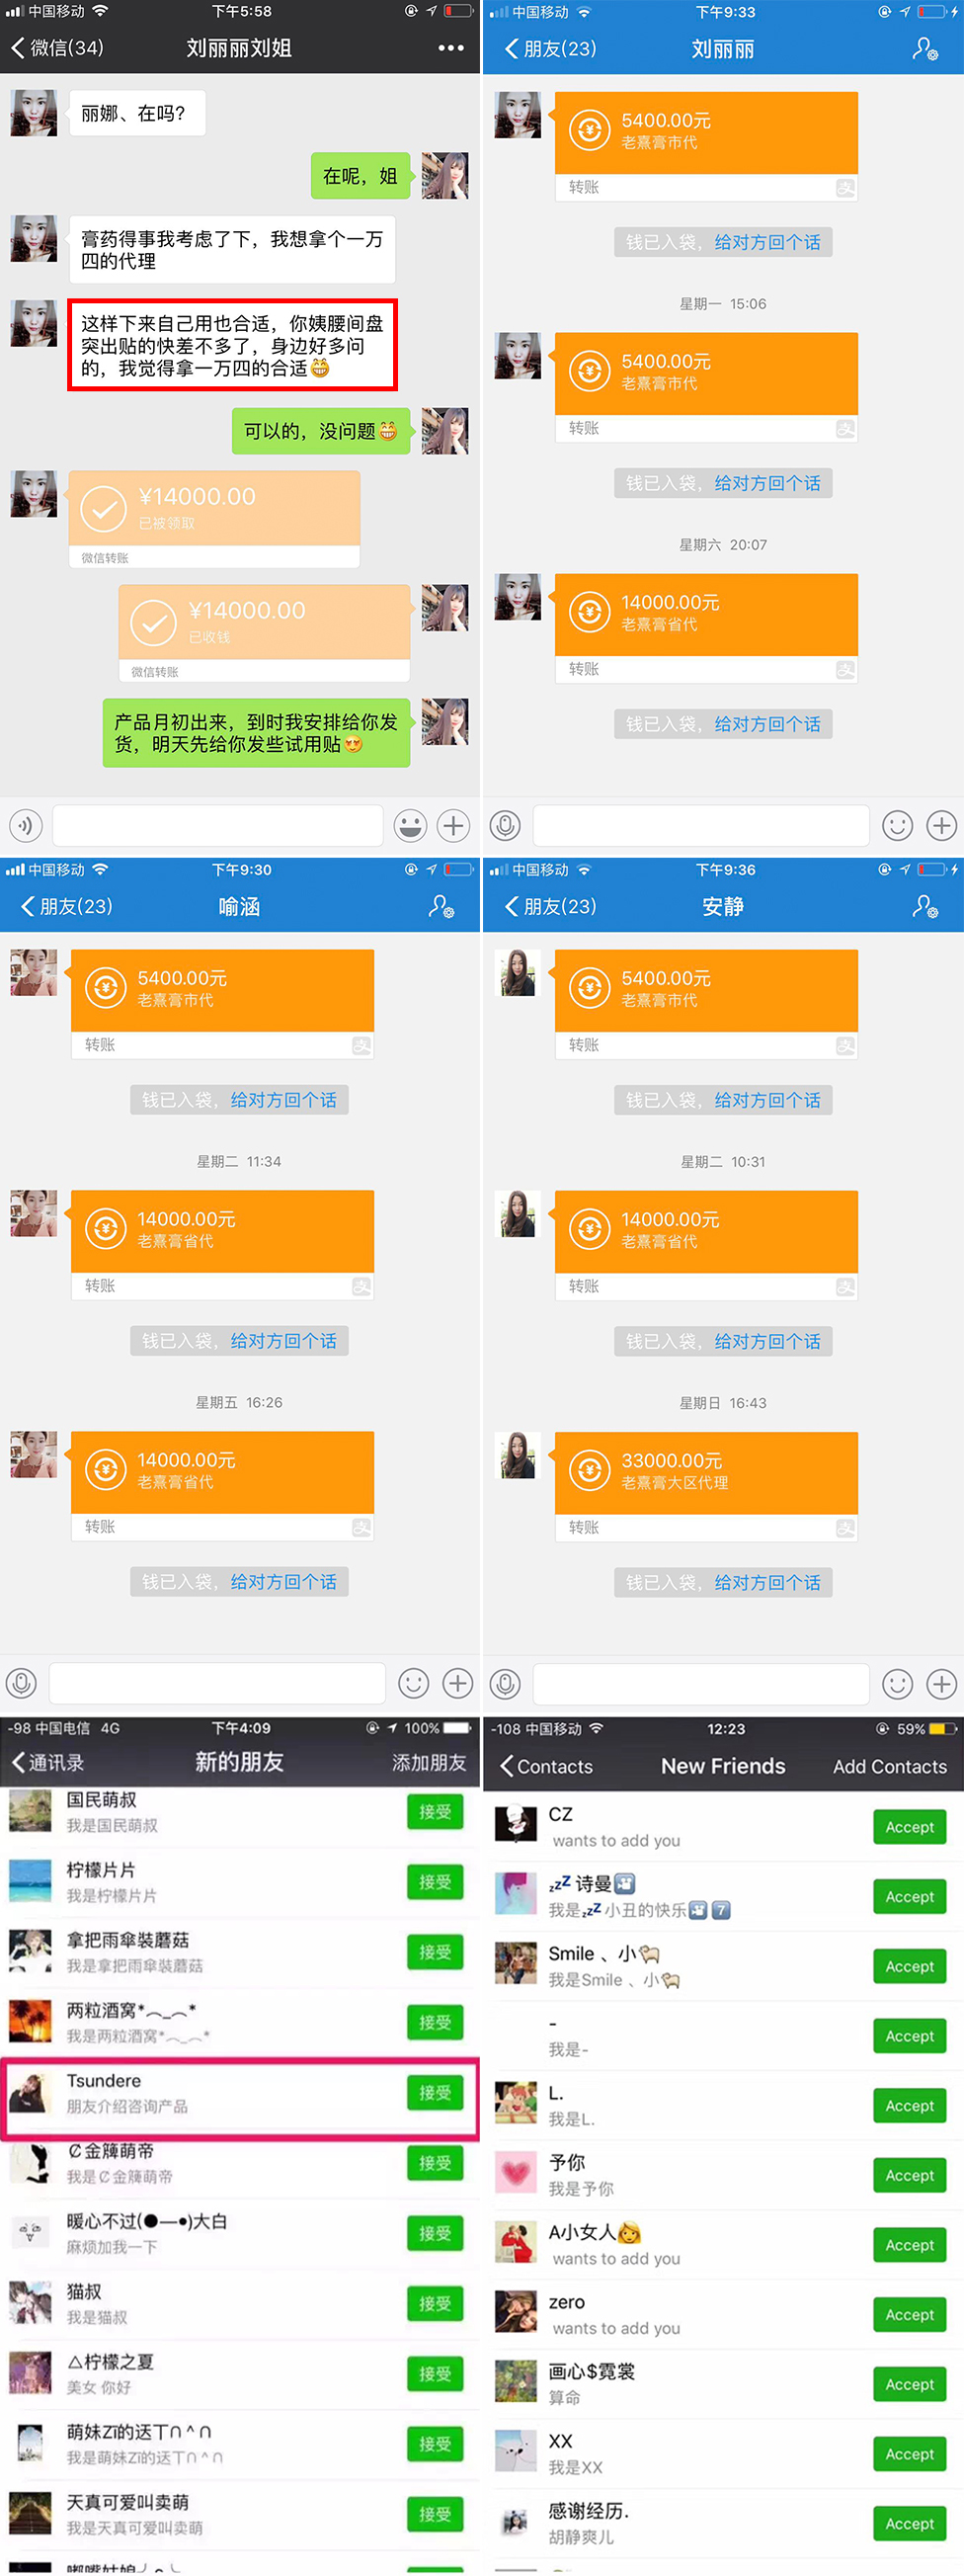 中国移动 下午5:58
微信(34) 刘丽丽刘姐
丽娜、在吗?
在呢，姐
膏药得事我考虑了下，我想拿个一万
四的代理
这样下来自己用也合适，你姨腰间盘
突出贴的快差不多了，身边好多问
的，我觉得拿一万四的合适😁
可以的，没问题😁
¥14000.00
已被领取
微信转账
¥14000.00
已收钱
微信转账
产品月初出来，到时我安排给你发
货，明天先给你发些试用贴😍
中国移动 下午9:33
朋友(23) 刘丽丽
5400.00元
老熹膏市代
转账
钱已入袋，给对方回个话
星期一 15:06
5400.00元
老熹膏市代
转账
钱已入袋，给对方回个话
星期六 20:07
14000.00元
老熹膏省代
转账
钱已入袋，给对方回个话
中国移动 下午9:30
朋友(23) 喻涵
5400.00元
老熹膏市代
转账
钱已入袋，给对方回个话
星期二 11:34
14000.00元
老熹膏省代
转账
钱已入袋，给对方回个话
星期五 16:26
14000.00元
老熹膏省代
转账
钱已入袋，给对方回个话
中国移动 下午9:36
朋友(23) 安静
5400.00元
老熹膏市代
转账
钱已入袋，给对方回个话
星期二 10:31
14000.00元
老熹膏省代
转账
钱已入袋，给对方回个话
星期日 16:43
33000.00元
老熹膏大区代理
转账
钱已入袋，给对方回个话
-98 中国电信 4G 下午4:09 100%
通讯录 新的朋友 添加朋友
国民萌叔 接受
我是国民萌叔
柠檬片片 接受
我是柠檬片片
拿把雨傘裝蘑菇 接受
我是拿把雨傘裝蘑菇
两粒酒窝*︵_︵* 接受
我是两粒酒窝*︵_︵*
Tsundere 接受
朋友介绍咨询产品
₡金簰萌帝 接受
我是₡金簰萌帝
暖心不过(●—●)大白 接受
麻烦加我一下
猫叔 接受
我是猫叔
△柠檬之夏 接受
美女 你好
萌妹Zī的送丅∩^∩ 接受
我是萌妹Zī的送丅∩^∩
天真可爱叫卖萌 接受
我是天真可爱叫卖萌
-108 中国移动 12:23 59%
Contacts New Friends Add Contacts
CZ Accept
wants to add you
💤诗曼🎦 Accept
我是💤小丑的快乐🎦7️⃣
Smile 、小🐑 Accept
我是Smile 、小🐑
- Accept
我是-
L. Accept
我是L.
予你 Accept
我是予你
A小女人👩 Accept
wants to add you
zero Accept
wants to add you
画心$霓裳 Accept
算命
XX Accept
我是XX
感谢经历. Accept
胡静爽儿